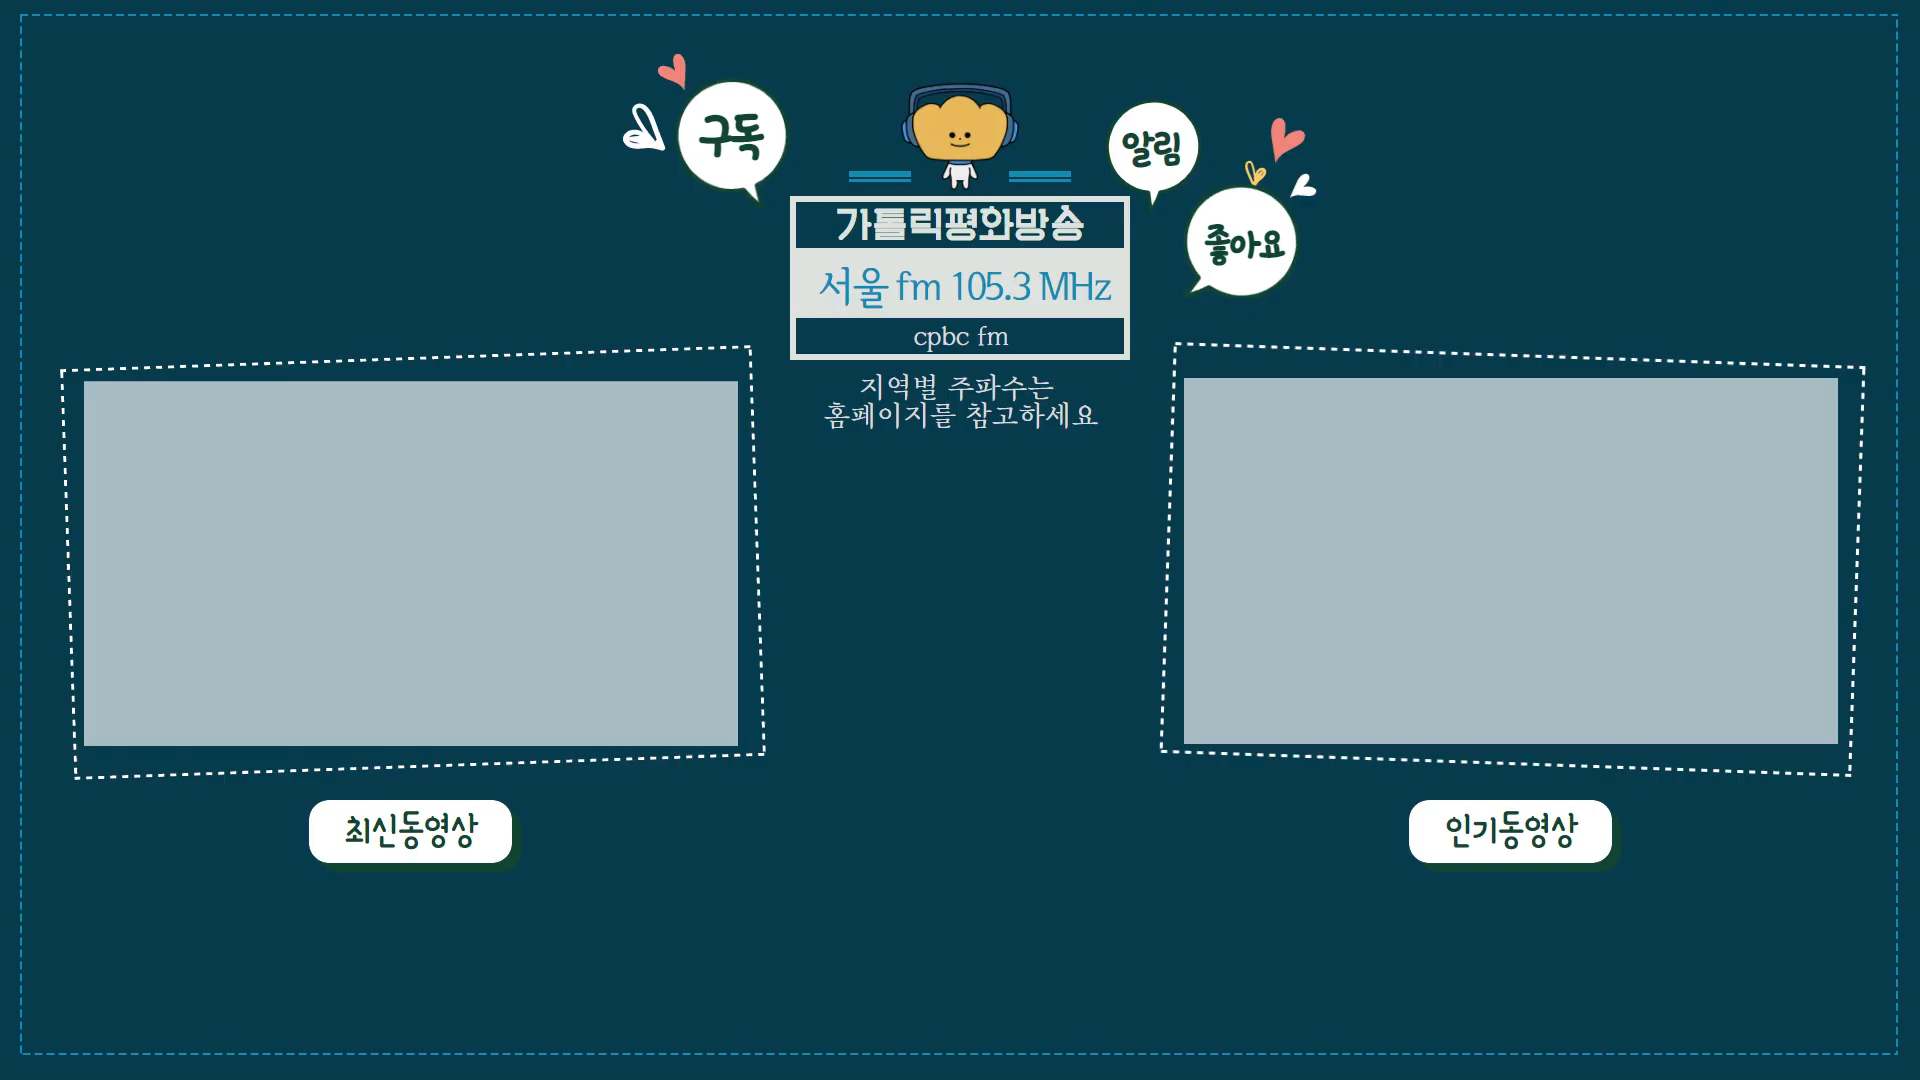 구독
알림
좋아요
가톨릭평화방송
서울 fm 105.3 MHz
cpbc fm
지역별 주파수는
홈페이지를 참고하세요
최신동영상
인기동영상